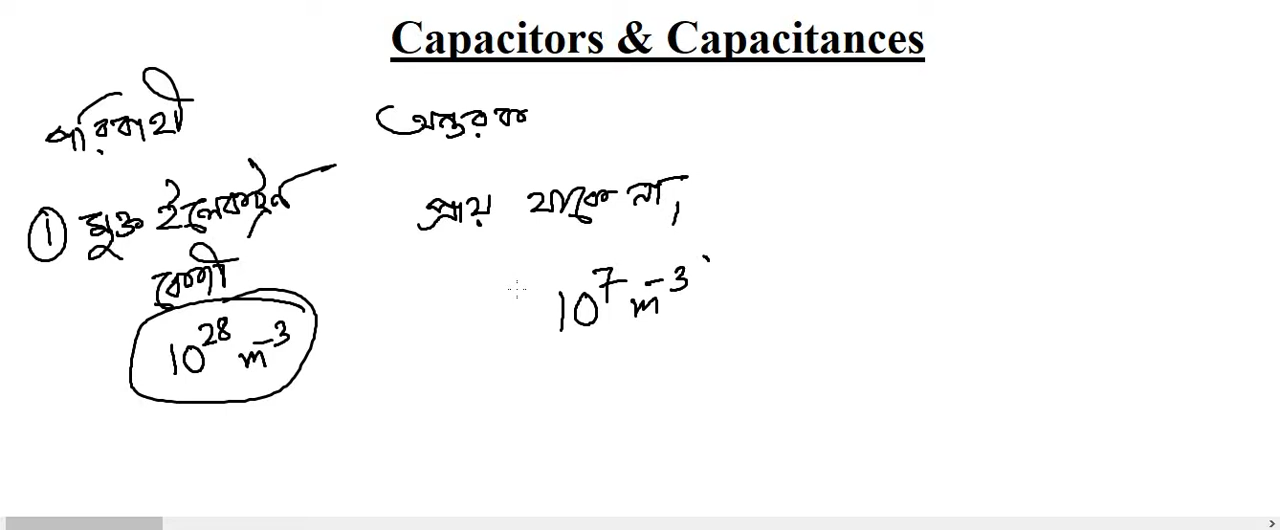 Capacitors & Capacitances
পরিবাহী
অন্তরক
① মুক্ত ইলেকট্রন
বেশী
10²⁸ m⁻³
প্রায় থাকে না,
10⁷ m⁻³